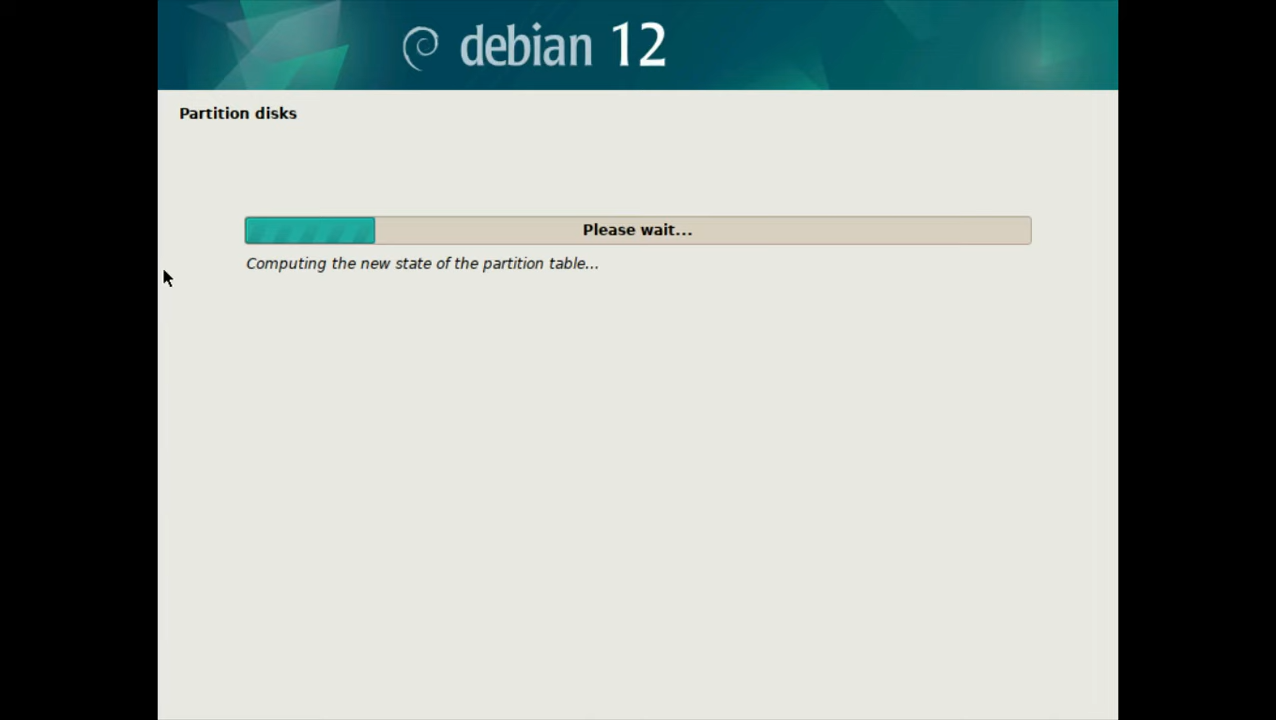 debian 12
Partition disks
Please wait...
Computing the new state of the partition table...